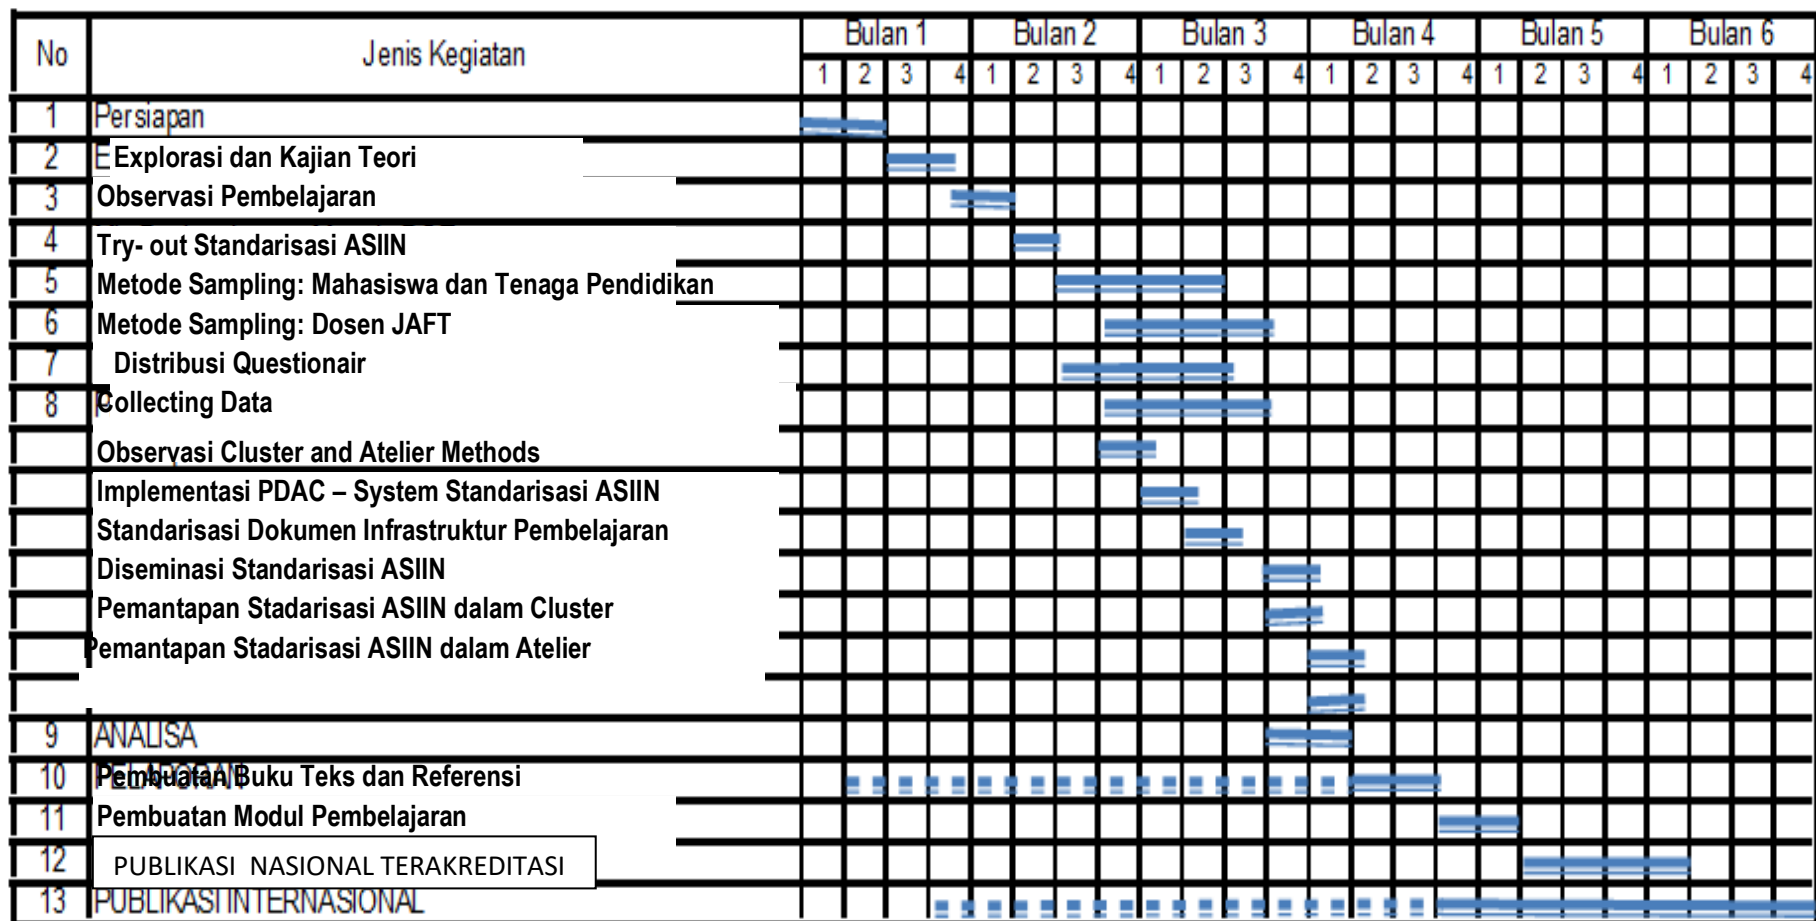 No Jenis Kegiatan Bulan 1 Bulan 2 Bulan 3 Bulan 4 Bulan 5 Bulan 6
1 2 3 4 1 2 3 4 1 2 3 4 1 2 3 4 1 2 3 4 1 2 3 4
1 Persiapan
2 E Explorasi dan Kajian Teori
3 Observasi Pembelajaran
4 Try- out Standarisasi ASIIN
5 Metode Sampling: Mahasiswa dan Tenaga Pendidikan
6 Metode Sampling: Dosen JAFT
7 Distribusi Questionair
8 Collecting Data
Observasi Cluster and Atelier Methods
Implementasi PDAC – System Standarisasi ASIIN
Standarisasi Dokumen Infrastruktur Pembelajaran
Diseminasi Standarisasi ASIIN
Pemantapan Stadarisasi ASIIN dalam Cluster
Pemantapan Stadarisasi ASIIN dalam Atelier
9 ANALISA
10 Pembuatan Buku Teks dan Referensi
11 Pembuatan Modul Pembelajaran
12 PUBLIKASI NASIONAL TERAKREDITASI
13 PUBLIKASI INTERNASIONAL